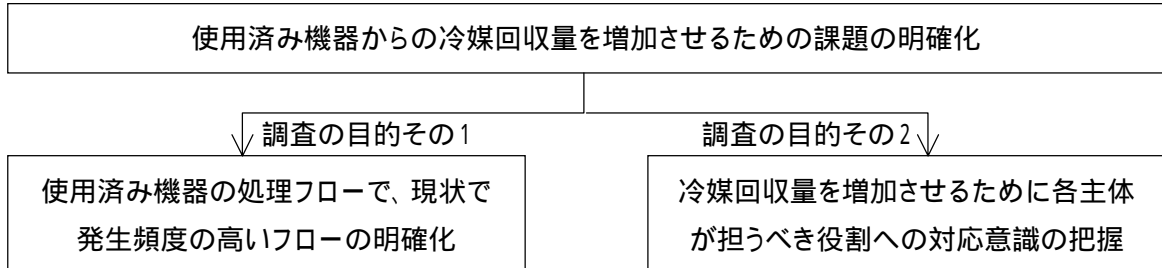 使用済み機器からの冷媒回収量を増加させるための課題の明確化
調査の目的その1
調査の目的その2
使用済み機器の処理フローで、現状で
発生頻度の高いフローの明確化
冷媒回収量を増加させるために各主体
が担うべき役割への対応意識の把握